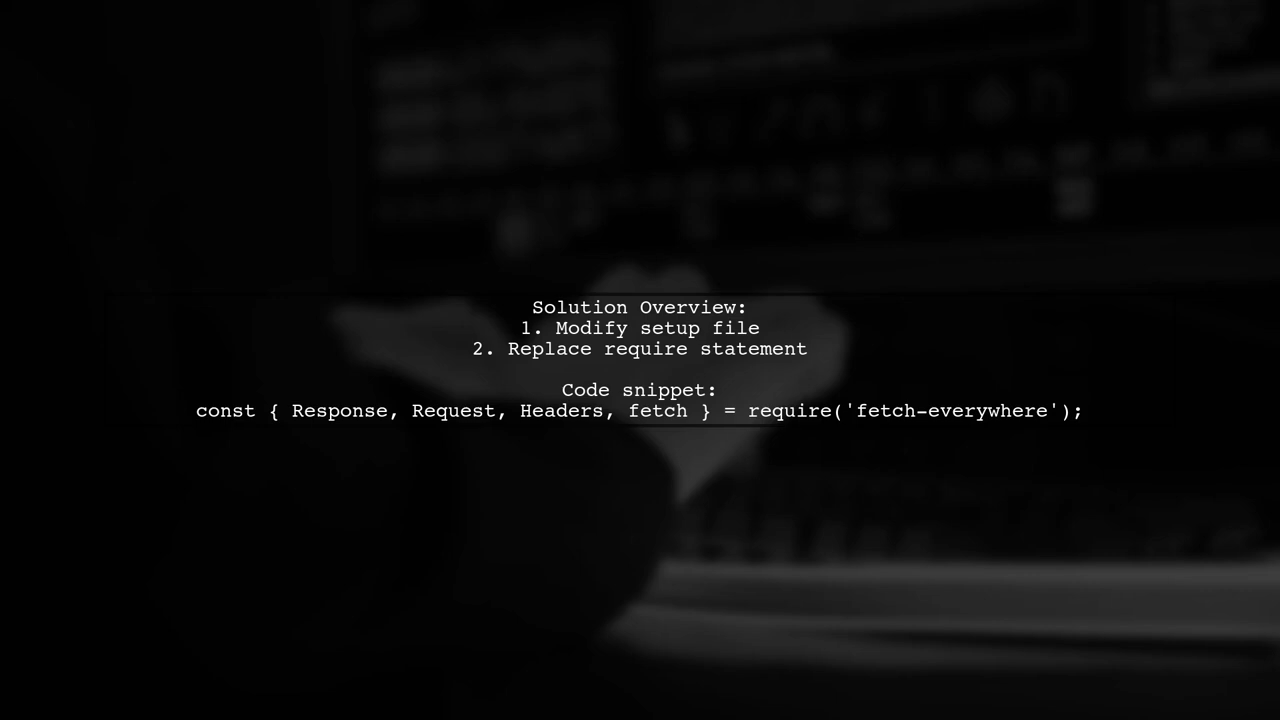 Solution Overview:
1. Modify setup file
2. Replace require statement
Code snippet:
const { Response, Request, Headers, fetch } = require('fetch-everywhere');